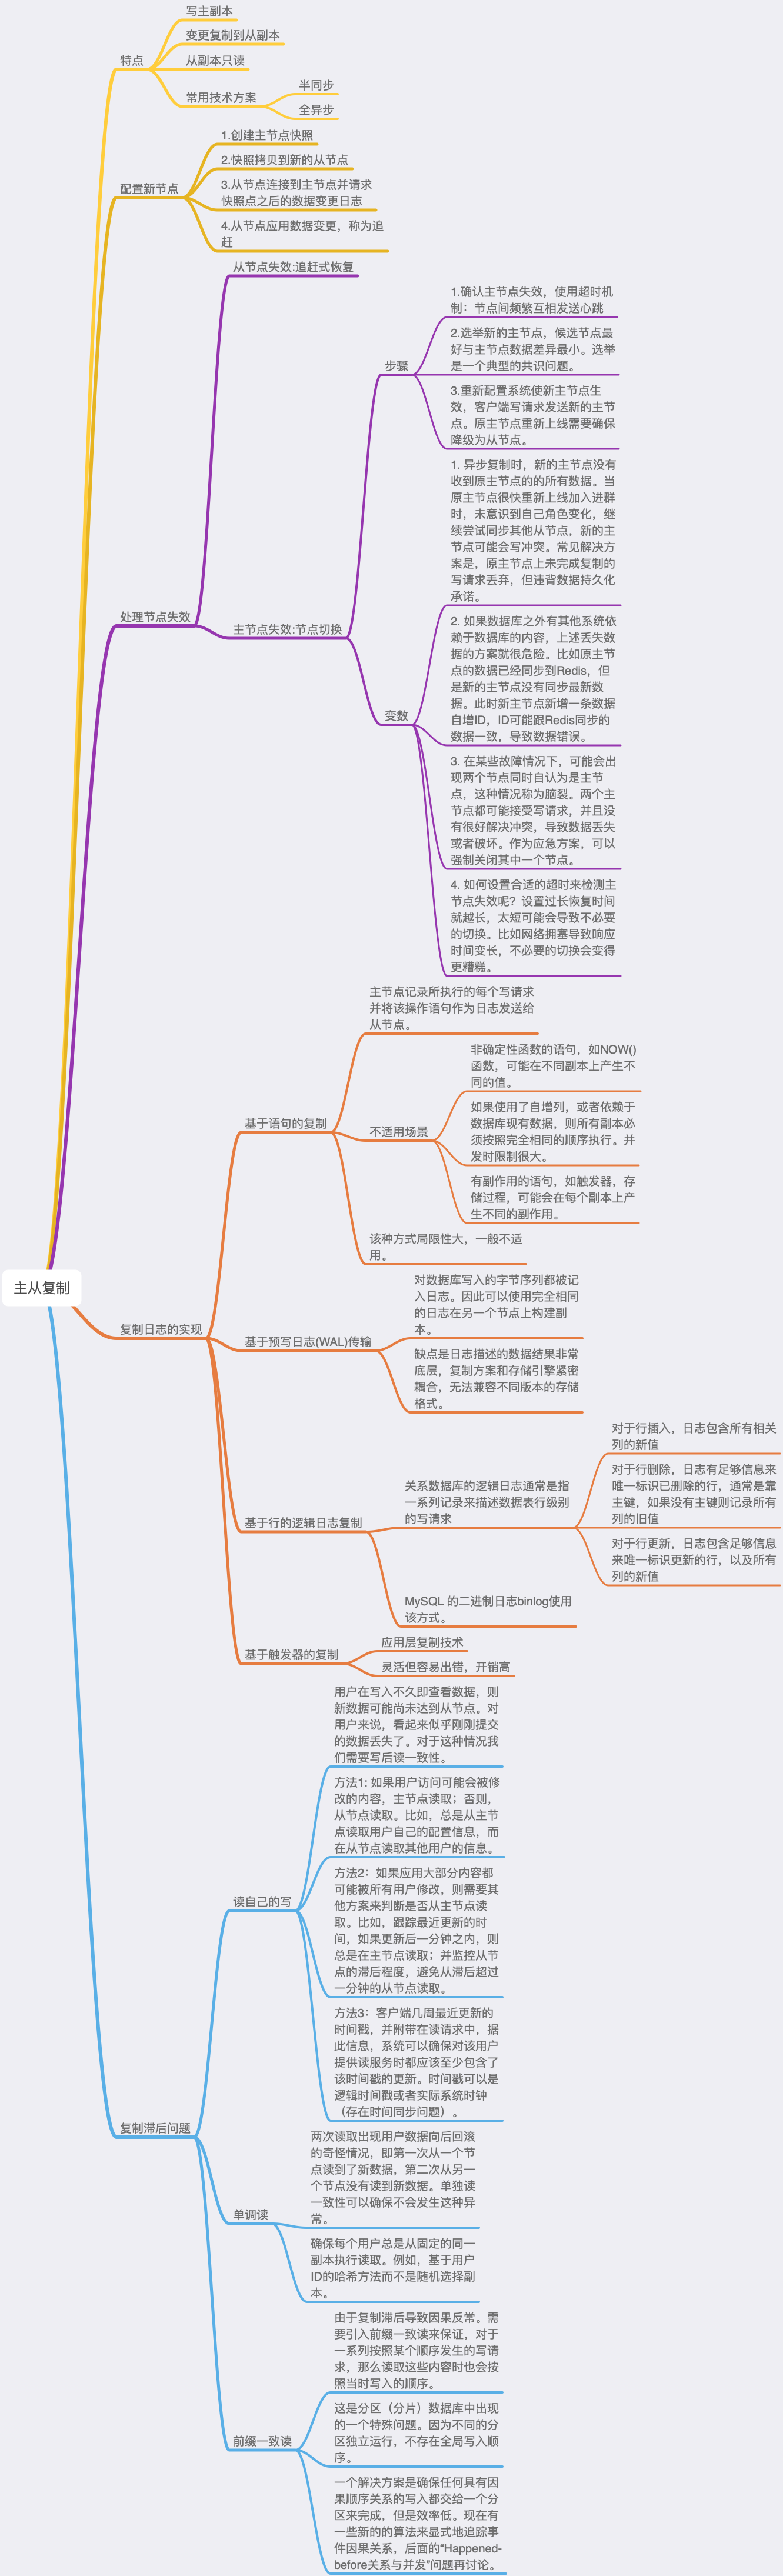 写主副本
变更复制到从副本
特点
从副本只读
常用技术方案
半同步
全异步
1.创建主节点快照
2.快照拷贝到新的从节点
配置新节点
3.从节点连接到主节点并请求
快照点之后的数据变更日志
4.从节点应用数据变更，称为追
赶
从节点失效:追赶式恢复
1.确认主节点失效，使用超时机
制：节点间频繁互相发送心跳
2.选举新的主节点，候选节点最
好与主节点数据差异最小。选举
是一个典型的共识问题。
步骤
3.重新配置系统使新主节点生
效，客户端写请求发送新的主节
点。原主节点重新上线需要确保
降级为从节点。
1. 异步复制时，新的主节点没有
收到原主节点的的所有数据。当
原主节点很快重新上线加入进群
时，未意识到自己角色变化，继
续尝试同步其他从节点，新的主
节点可能会写冲突。常见解决方
案是，原主节点上未完成复制的
写请求丢弃，但违背数据持久化
承诺。
处理节点失效
主节点失效:节点切换
2. 如果数据库之外有其他系统依
赖于数据库的内容，上述丢失数
据的方案就很危险。比如原主节
点的数据已经同步到Redis，但
是新的主节点没有同步最新数
据。此时新主节点新增一条数据
自增ID，ID可能跟Redis同步的
数据一致，导致数据错误。
变数
3. 在某些故障情况下，可能会出
现两个节点同时自认为是主节
点，这种情况称为脑裂。两个主
节点都可能接受写请求，并且没
有很好解决冲突，导致数据丢失
或者破坏。作为应急方案，可以
强制关闭其中一个节点。
4. 如何设置合适的超时来检测主
节点失效呢？设置过长恢复时间
就越长，太短可能会导致不必要
的切换。比如网络拥塞导致响应
时间变长，不必要的切换会变得
更糟糕。
主节点记录所执行的每个写请求
并将该操作语句作为日志发送给
从节点。
基于语句的复制
不适用场景
非确定性函数的语句，如NOW()
函数，可能在不同副本上产生不
同的值。
如果使用了自增列，或者依赖于
数据库现有数据，则所有副本必
须按照完全相同的顺序执行。并
发时限制很大。
有副作用的语句，如触发器，存
储过程，可能会在每个副本上产
生不同的副作用。
该种方式局限性大，一般不适
用。
主从复制
复制日志的实现
基于预写日志(WAL)传输
对数据库写入的字节序列都被记
入日志。因此可以使用完全相同
的日志在另一个节点上构建副
本。
缺点是日志描述的数据结果非常
底层，复制方案和存储引擎紧密
耦合，无法兼容不同版本的存储
格式。
基于行的逻辑日志复制
关系数据库的逻辑日志通常是指
一系列记录来描述数据表行级别
的写请求
对于行插入，日志包含所有相关
列的新值
对于行删除，日志有足够信息来
唯一标识已删除的行，通常是靠
主键，如果没有主键则记录所有
列的旧值
对于行更新，日志包含足够信息
来唯一标识更新的行，以及所有
列的新值
MySQL 的二进制日志binlog使用
该方式。
基于触发器的复制
应用层复制技术
灵活但容易出错，开销高
用户在写入不久即查看数据，则
新数据可能尚未达到从节点。对
用户来说，看起来似乎刚刚提交
的数据丢失了。对于这种情况我
们需要写后读一致性。
方法1: 如果用户访问可能会被修
改的内容，主节点读取；否则，
从节点读取。比如，总是从主节
点读取用户自己的配置信息，而
在从节点读取其他用户的信息。
读自己的写
方法2：如果应用大部分内容都
可能被所有用户修改，则需要其
他方案来判断是否从主节点读
取。比如，跟踪最近更新的时
间，如果更新后一分钟之内，则
总是在主节点读取；并监控从节
点的滞后程度，避免从滞后超过
一分钟的从节点读取。
方法3：客户端几周最近更新的
时间戳，并附带在读请求中，据
此信息，系统可以确保对该用户
提供读服务时都应该至少包含了
该时间戳的更新。时间戳可以是
逻辑时间戳或者实际系统时钟
（存在时间同步问题）。
复制滞后问题
单调读
两次读取出现用户数据向后回滚
的奇怪情况，即第一次从一个节
点读到了新数据，第二次从另一
个节点没有读到新数据。单独读
一致性可以确保不会发生这种异
常。
确保每个用户总是从固定的同一
副本执行读取。例如，基于用户
ID的哈希方法而不是随机选择副
本。
由于复制滞后导致因果反常。需
要引入前缀一致读来保证，对于
一系列按照某个顺序发生的写请
求，那么读取这些内容时也会按
照当时写入的顺序。
前缀一致读
这是分区（分片）数据库中出现
的一个特殊问题。因为不同的分
区独立运行，不存在全局写入顺
序。
一个解决方案是确保任何具有因
果顺序关系的写入都交给一个分
区来完成，但是效率低。现在有
一些新的的算法来显式地追踪事
件因果关系，后面的“Happened-
before关系与并发”问题再讨论。